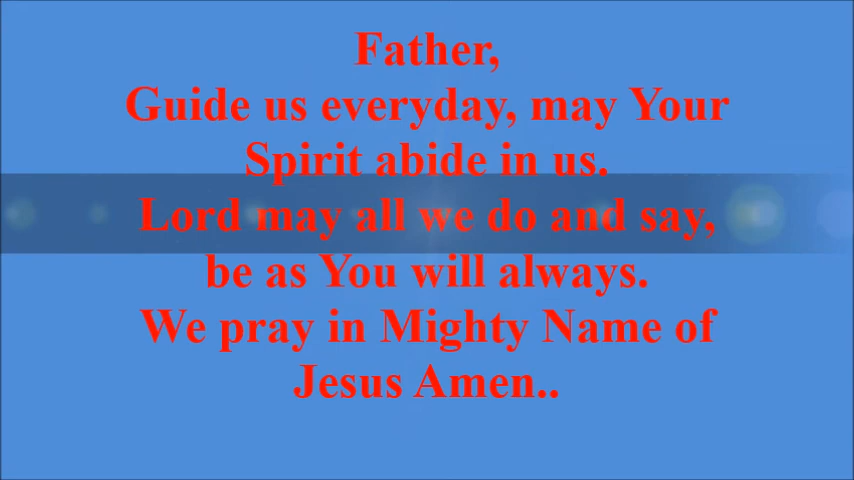 Father,
Guide us everyday, may Your
Spirit abide in us.
Lord may all we do and say,
be as You will always.
We pray in Mighty Name of
Jesus Amen..